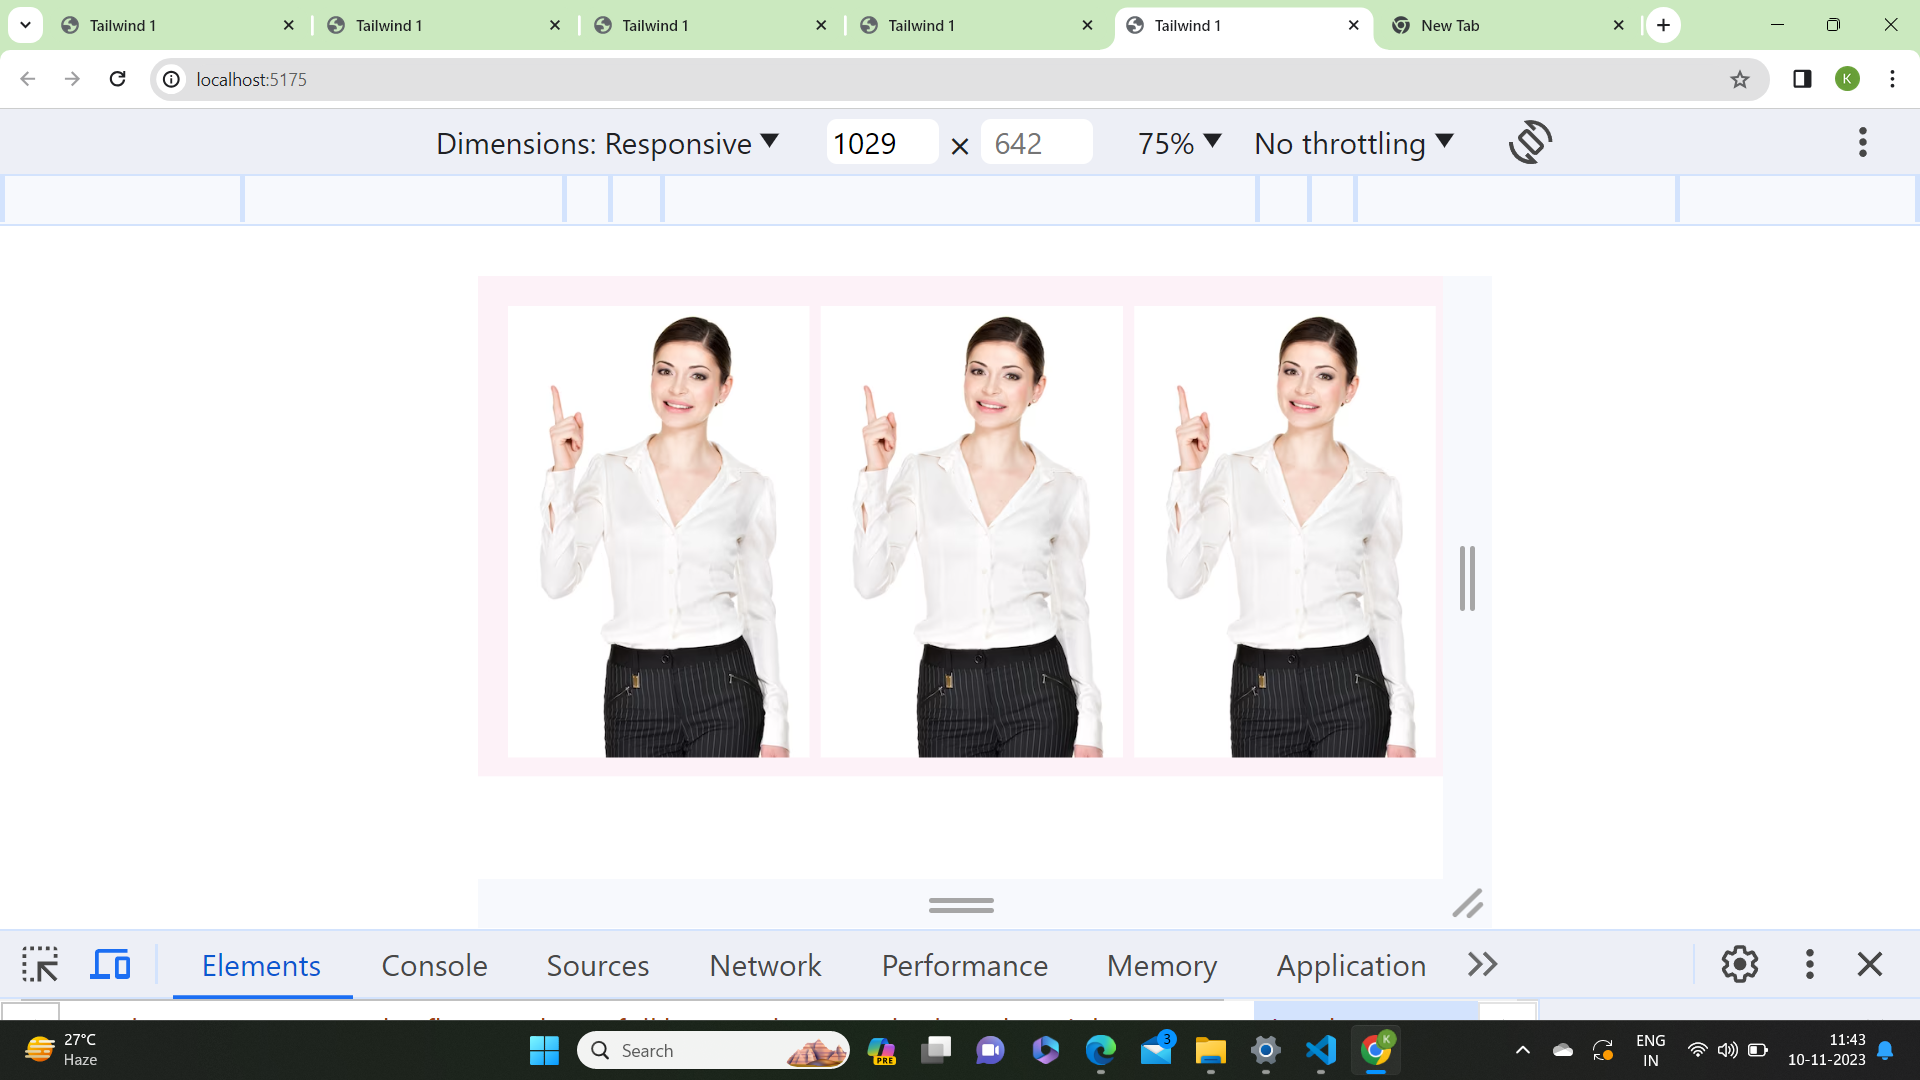 Tailwind 1
Tailwind 1
Tailwind 1
Tailwind 1
Tailwind 1
New Tab
localhost:5175
K
Dimensions: Responsive
1029 × 642
75%
No throttling
Elements
Console
Sources
Network
Performance
Memory
Application
27°C
Haze
Search
PRE
3
K
ENG
IN
11:43
10-11-2023